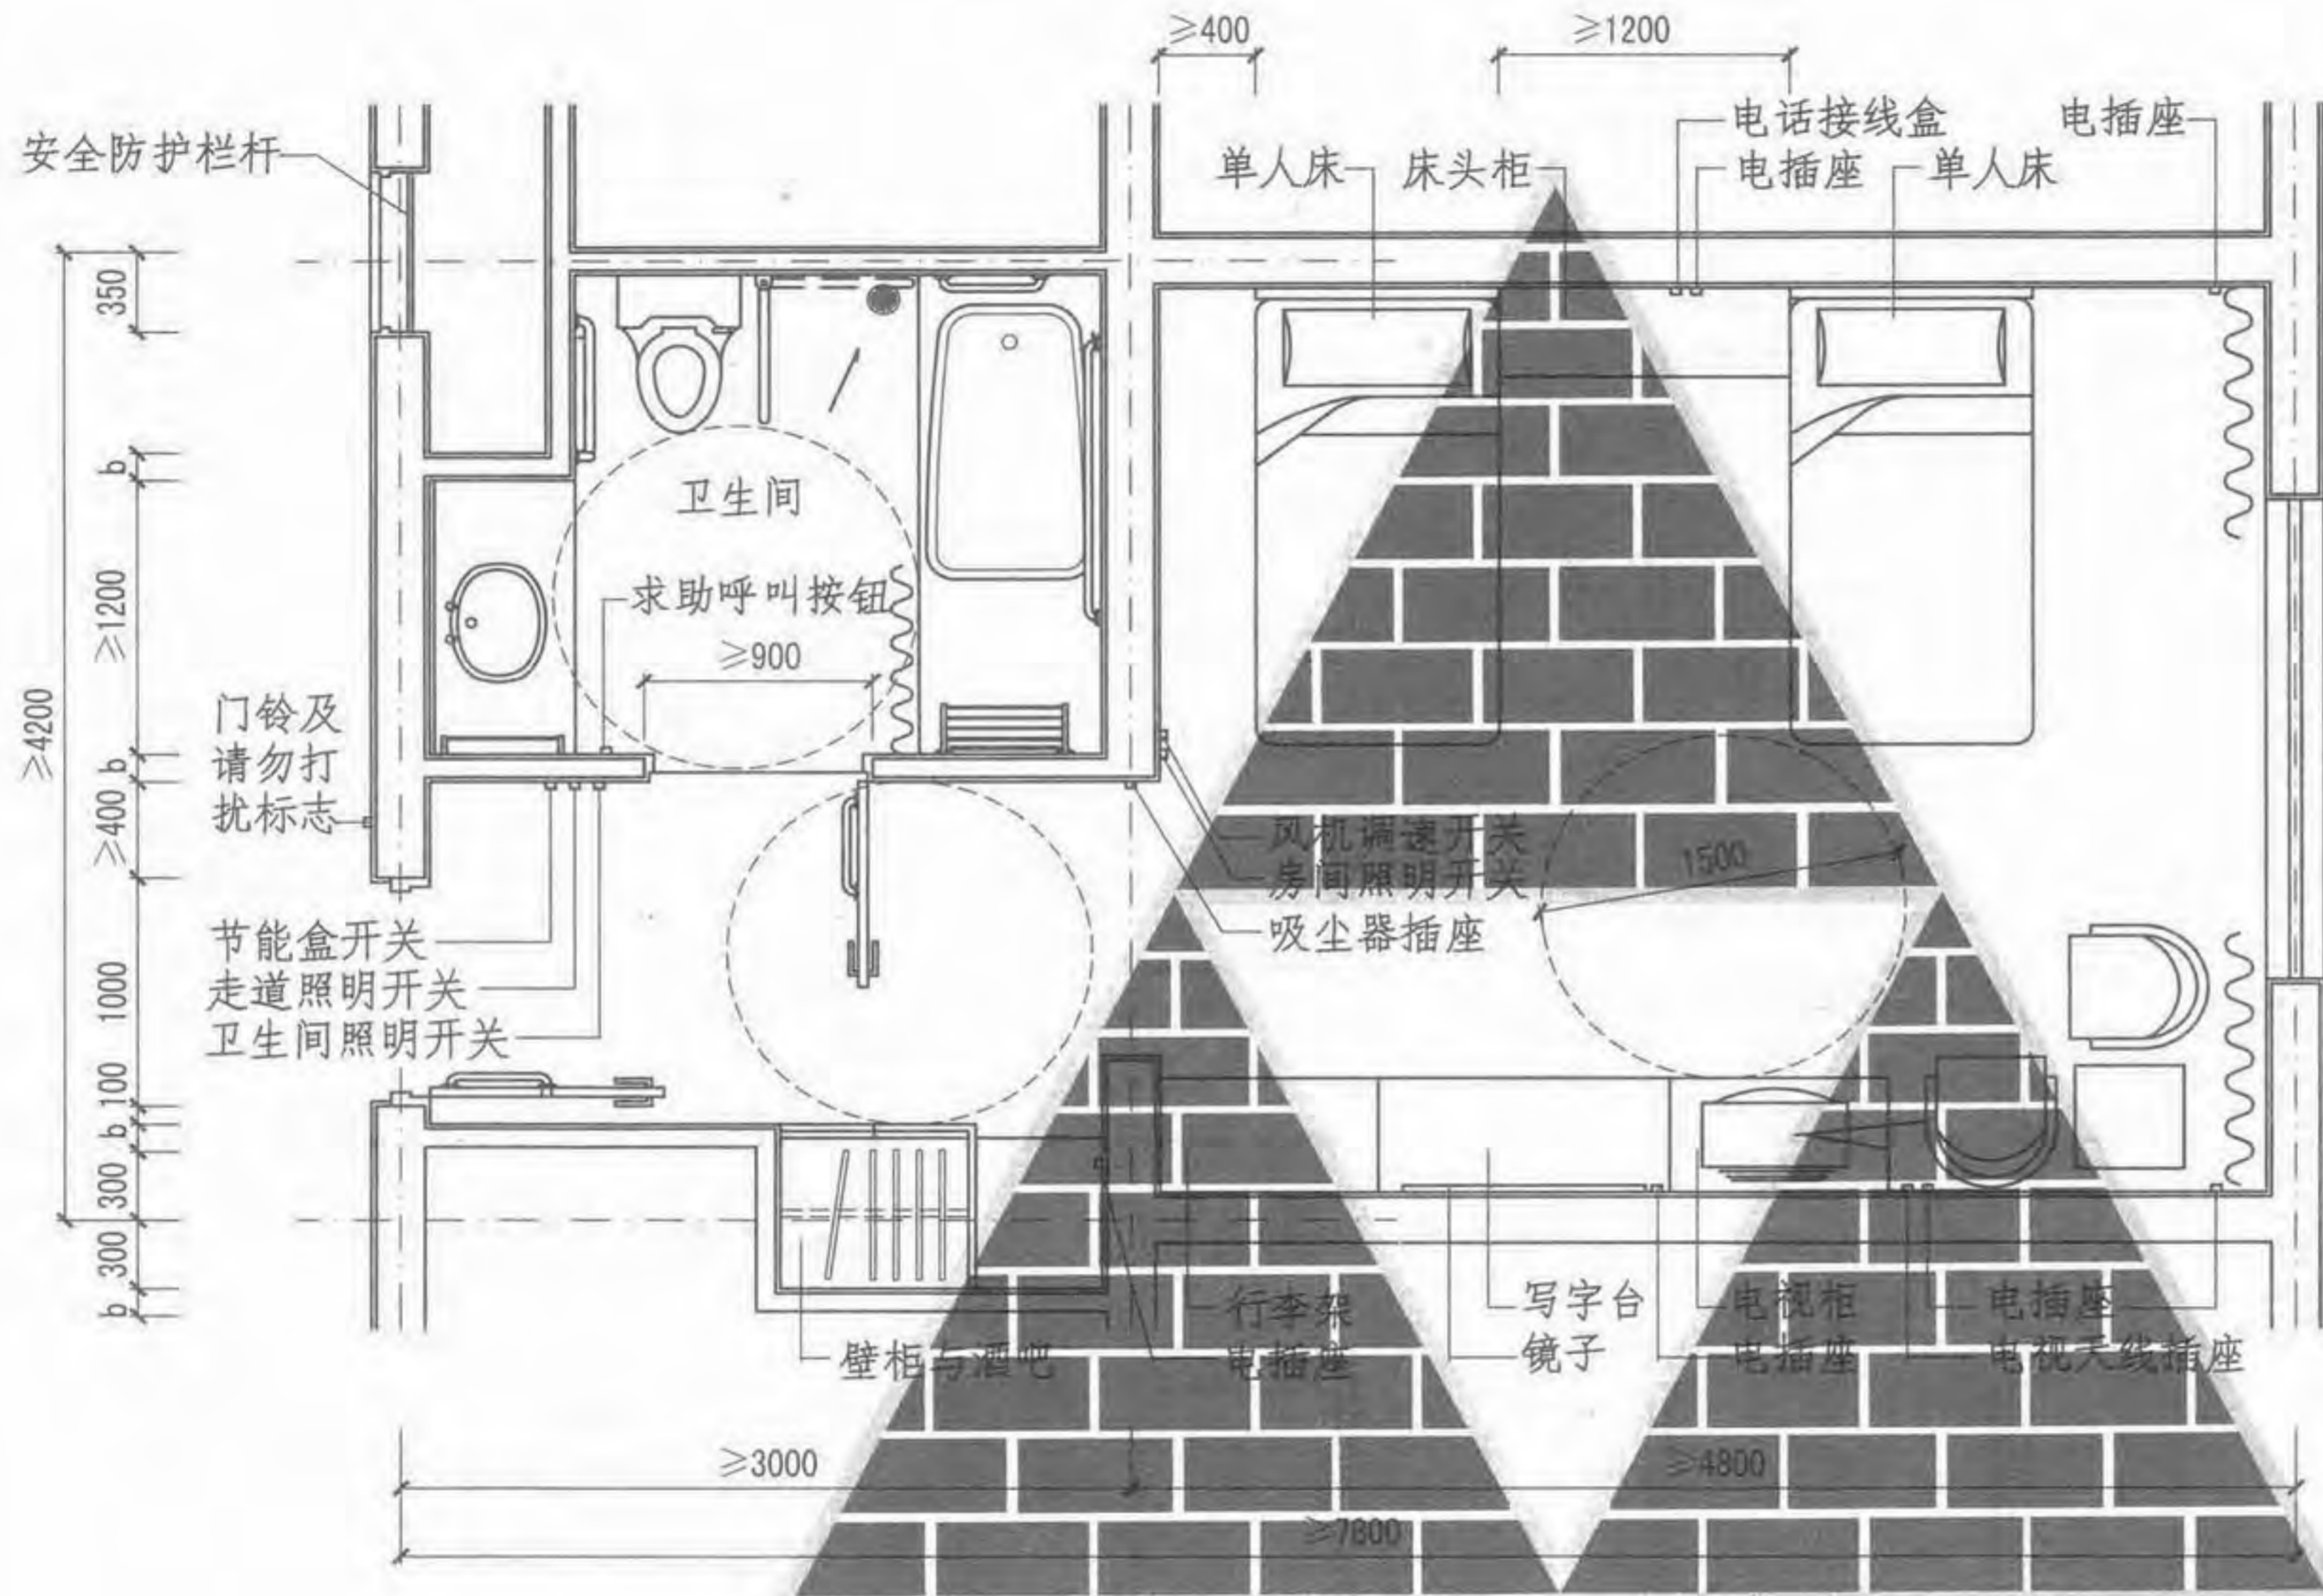 ≥400
≥1200
安全防护栏杆
单人床
床头柜
电话接线盒
电插座
电插座
单人床
350
b
≥1200
b
≥400
1000
100
b
300
300
b
≥4200
卫生间
求助呼叫按钮
≥900
门铃及
请勿打
扰标志
节能盒开关
走道照明开关
卫生间照明开关
风机调速开关
房间照明开关
吸尘器插座
1500
行李架
电插座
壁柜与酒吧
写字台
镜子
电视柜
电插座
电插座
电视天线插座
≥3000
≥4800
≥7800